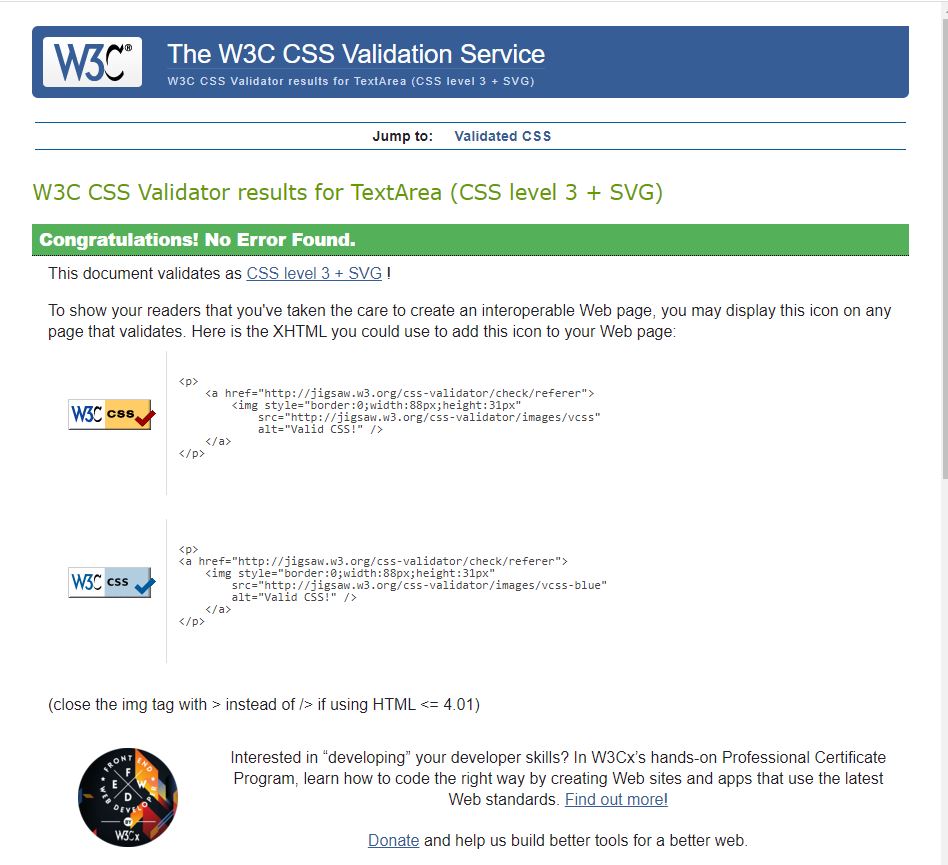 W3C®
The W3C CSS Validation Service
W3C CSS Validator results for TextArea (CSS level 3 + SVG)
Jump to: Validated CSS
W3C CSS Validator results for TextArea (CSS level 3 + SVG)
Congratulations! No Error Found.
This document validates as CSS level 3 + SVG !
To show your readers that you've taken the care to create an interoperable Web page, you may display this icon on any
page that validates. Here is the XHTML you could use to add this icon to your Web page:
W3C css
<p>
    <a href="http://jigsaw.w3.org/css-validator/check/referer">
        <img style="border:0;width:88px;height:31px"
            src="http://jigsaw.w3.org/css-validator/images/vcss"
            alt="Valid CSS!" />
    </a>
</p>
W3C css
<p>
<a href="http://jigsaw.w3.org/css-validator/check/referer">
    <img style="border:0;width:88px;height:31px"
        src="http://jigsaw.w3.org/css-validator/images/vcss-blue"
        alt="Valid CSS!" />
    </a>
</p>
(close the img tag with > instead of /> if using HTML <= 4.01)
FRONT END
WEB DEVELOPER
F E W D
BY
W3Cx
Interested in “developing” your developer skills? In W3Cx’s hands-on Professional Certificate
Program, learn how to code the right way by creating Web sites and apps that use the latest
Web standards. Find out more!
Donate and help us build better tools for a better web.